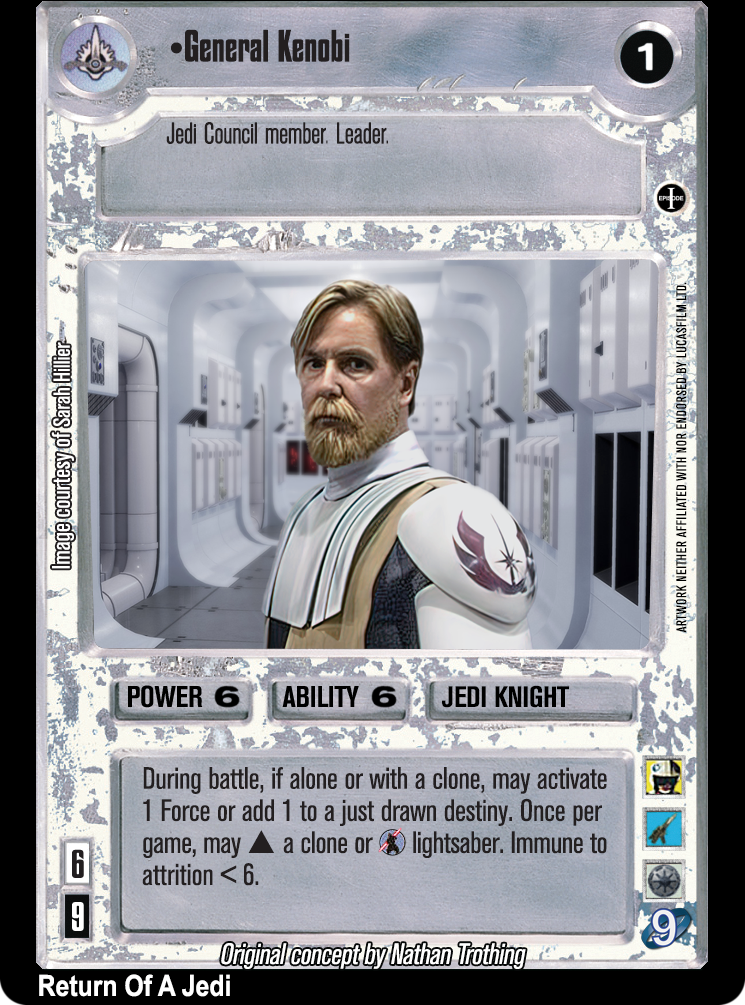 •General Kenobi
1
Jedi Council member. Leader.
EPISODE I
Image courtesy of Sarah Hillier
ARTWORK NEITHER AFFILIATED WITH NOR ENDORSED BY LUCASFILM LTD.
POWER 6 ABILITY 6 JEDI KNIGHT
During battle, if alone or with a clone, may activate
1 Force or add 1 to a just drawn destiny. Once per
game, may ▲ a clone or lightsaber. Immune to
attrition < 6.
6
9
9
Original concept by Nathan Trothing
Return Of A Jedi